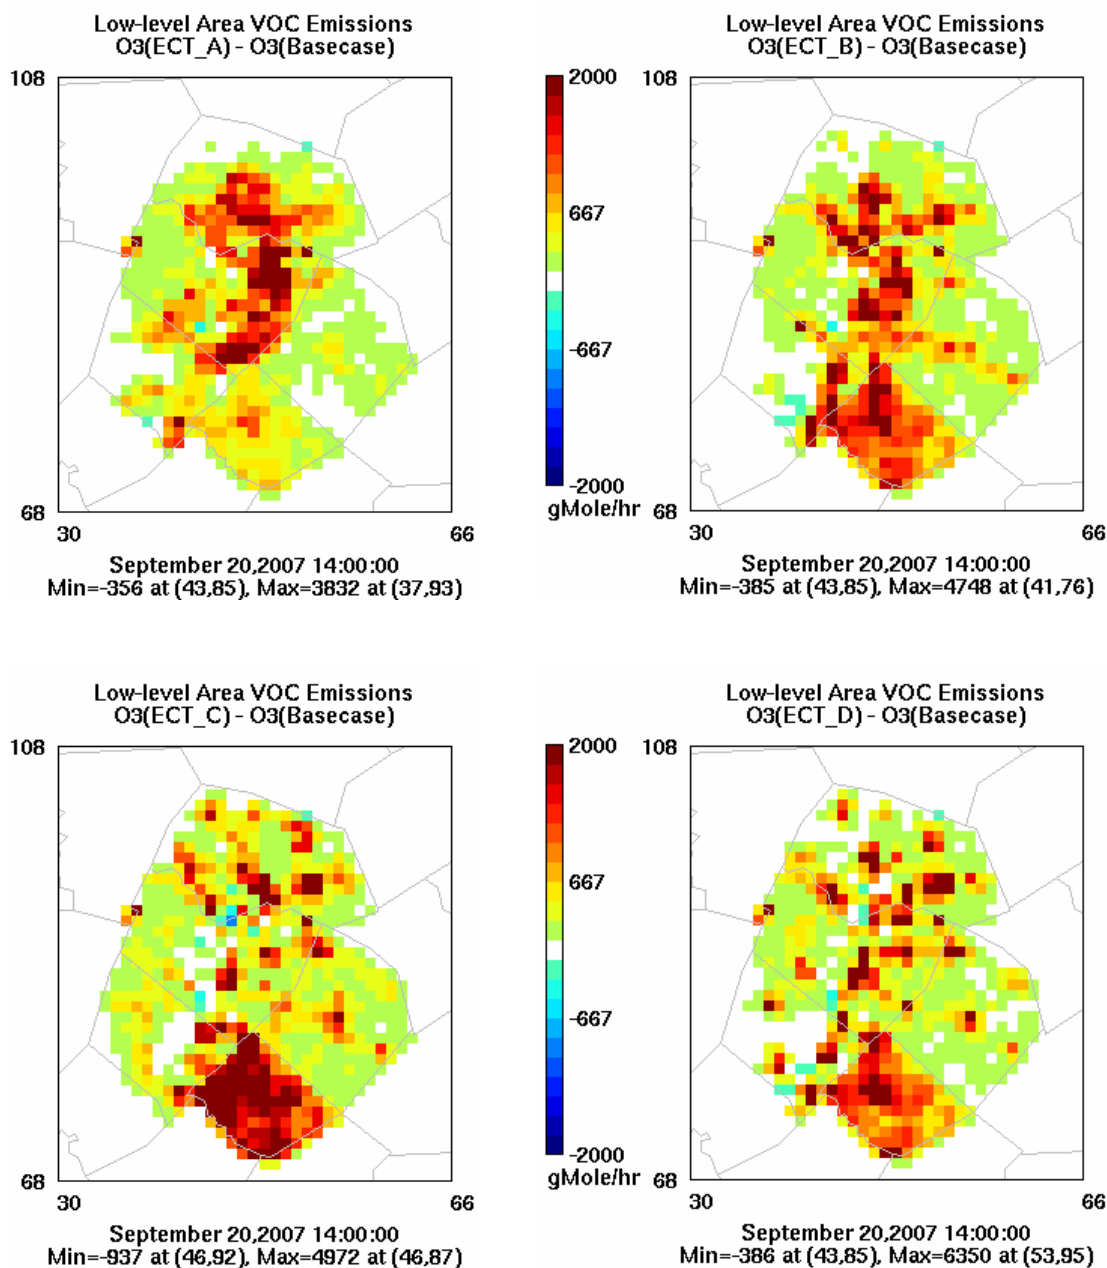 Low-level Area VOC Emissions
O3(ECT_A) - O3(Basecase)
108
68
30
66
September 20,2007 14:00:00
Min=-356 at (43,85), Max=3832 at (37,93)
2000
667
-667
-2000
gMole/hr
Low-level Area VOC Emissions
O3(ECT_B) - O3(Basecase)
108
68
30
66
September 20,2007 14:00:00
Min=-385 at (43,85), Max=4748 at (41,76)
Low-level Area VOC Emissions
O3(ECT_C) - O3(Basecase)
108
68
30
66
September 20,2007 14:00:00
Min=-937 at (46,92), Max=4972 at (46,87)
2000
667
-667
-2000
gMole/hr
Low-level Area VOC Emissions
O3(ECT_D) - O3(Basecase)
108
68
30
66
September 20,2007 14:00:00
Min=-386 at (43,85), Max=6350 at (53,95)